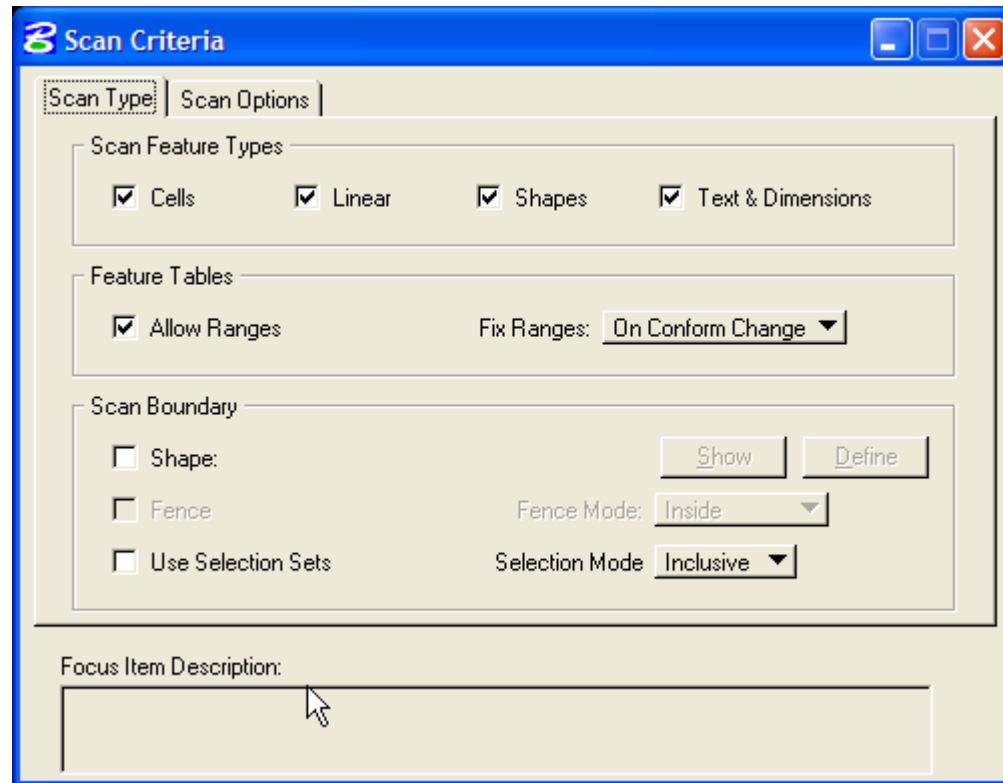 Scan Criteria
Scan Type Scan Options
Scan Feature Types
Cells Linear Shapes Text & Dimensions
Feature Tables
Allow Ranges Fix Ranges: On Conform Change
Scan Boundary
Shape: Show Define
Fence Fence Mode: Inside
Use Selection Sets Selection Mode Inclusive
Focus Item Description: